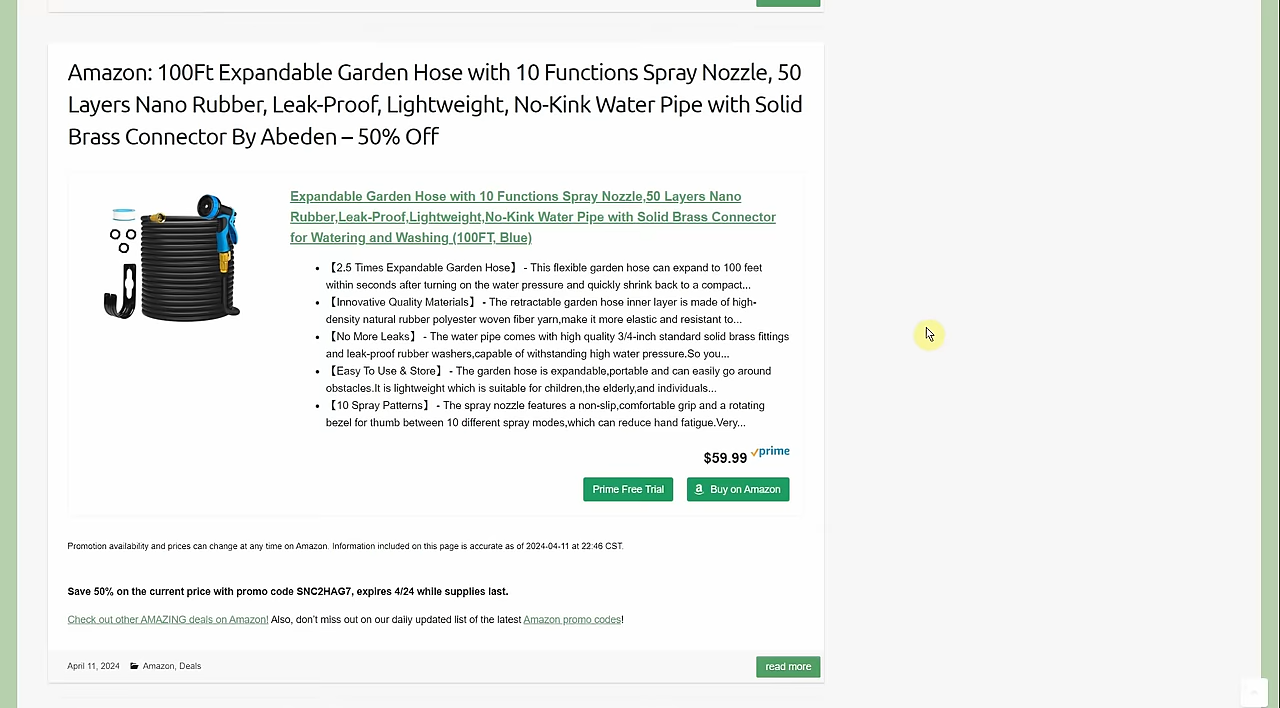 Amazon: 100Ft Expandable Garden Hose with 10 Functions Spray Nozzle, 50
Layers Nano Rubber, Leak-Proof, Lightweight, No-Kink Water Pipe with Solid
Brass Connector By Abeden – 50% Off
Expandable Garden Hose with 10 Functions Spray Nozzle,50 Layers Nano
Rubber,Leak-Proof,Lightweight,No-Kink Water Pipe with Solid Brass Connector
for Watering and Washing (100FT, Blue)
• 【2.5 Times Expandable Garden Hose】 - This flexible garden hose can expand to 100 feet
within seconds after turning on the water pressure and quickly shrink back to a compact...
• 【Innovative Quality Materials】 - The retractable garden hose inner layer is made of high-
density natural rubber polyester woven fiber yarn,make it more elastic and resistant to...
• 【No More Leaks】 - The water pipe comes with high quality 3/4-inch standard solid brass fittings
and leak-proof rubber washers,capable of withstanding high water pressure.So you...
• 【Easy To Use & Store】 - The garden hose is expandable,portable and can easily go around
obstacles.It is lightweight which is suitable for children,the elderly,and individuals...
• 【10 Spray Patterns】 - The spray nozzle features a non-slip,comfortable grip and a rotating
bezel for thumb between 10 different spray modes,which can reduce hand fatigue.Very...
$59.99 prime
Prime Free Trial Buy on Amazon
Promotion availability and prices can change at any time on Amazon. Information included on this page is accurate as of 2024-04-11 at 22:46 CST.
Save 50% on the current price with promo code SNC2HAG7, expires 4/24 while supplies last.
Check out other AMAZING deals on Amazon! Also, don't miss out on our daily updated list of the latest Amazon promo codes!
April 11, 2024 Amazon, Deals read more